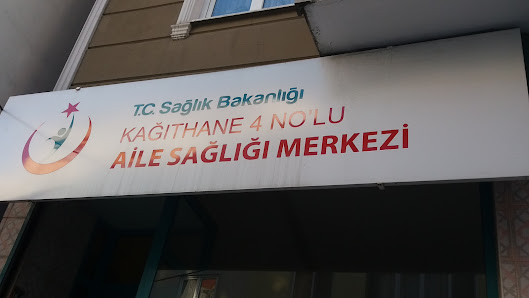 T.C. Sağlık Bakanlığı
KAĞITHANE 4 NO'LU
AİLE SAĞLIĞI MERKEZİ